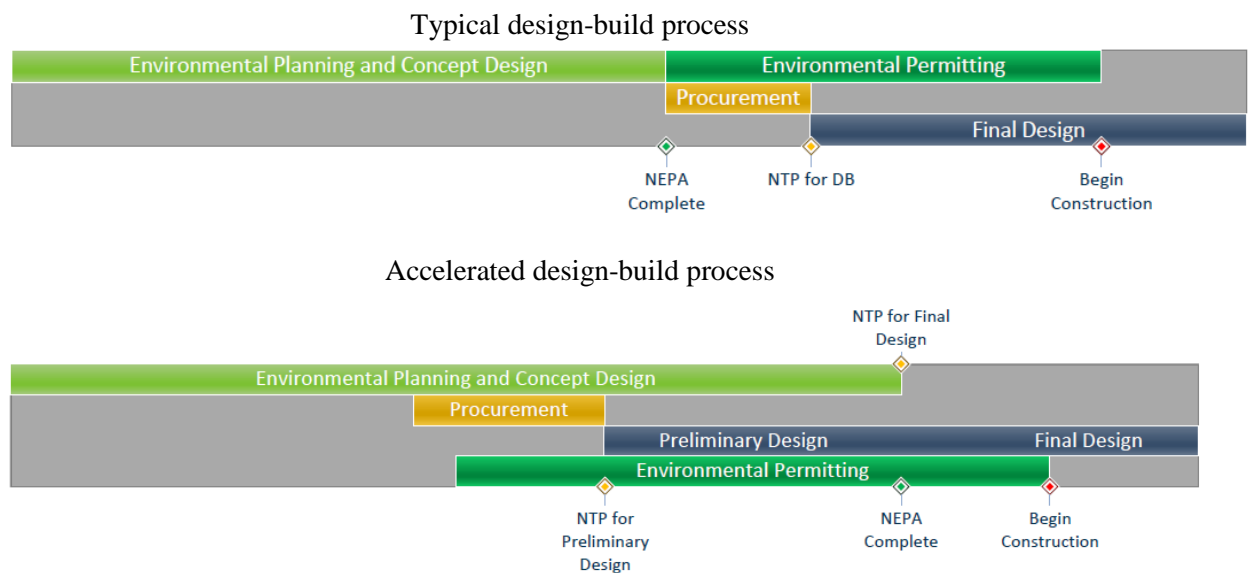 Typical design-build process
Environmental Planning and Concept Design
Environmental Permitting
Procurement
Final Design
NEPA
Complete
NTP for DB
Begin
Construction
Accelerated design-build process
NTP for Final
Design
Environmental Planning and Concept Design
Procurement
Preliminary Design
Final Design
Environmental Permitting
NTP for
Preliminary
Design
NEPA
Complete
Begin
Construction